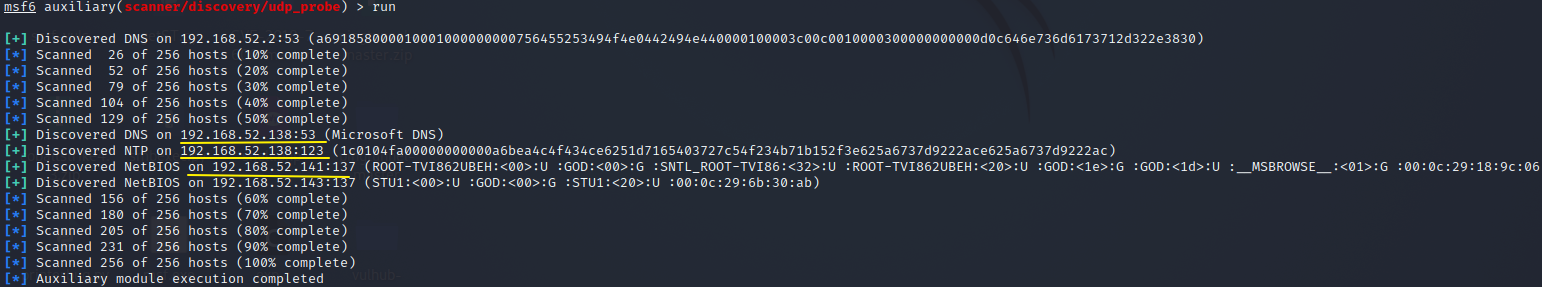 msf6 auxiliary(scanner/discovery/udp_probe) > run
[+] Discovered DNS on 192.168.52.2:53 (a691858000010001000000000756455253494f4e0442494e440000100003c00c0010000300000000000d0c646e736d6173712d322e3830)
[*] Scanned  26 of 256 hosts (10% complete)
[*] Scanned  52 of 256 hosts (20% complete)
[*] Scanned  79 of 256 hosts (30% complete)
[*] Scanned 104 of 256 hosts (40% complete)
[*] Scanned 129 of 256 hosts (50% complete)
[+] Discovered DNS on 192.168.52.138:53 (Microsoft DNS)
[+] Discovered NTP on 192.168.52.138:123 (1c0104fa00000000000a6bea4c4f434ce6251d7165403727c54f234b71b152f3e625a6737d9222ace625a6737d9222ac)
[+] Discovered NetBIOS on 192.168.52.141:137 (ROOT-TVI862UBEH:<00>:U :GOD:<00>:G :SNTL_ROOT-TVI86:<32>:U :ROOT-TVI862UBEH:<20>:U :GOD:<1e>:G :GOD:<1d>:U :__MSBROWSE__:<01>:G :00:0c:29:18:9c:06
[+] Discovered NetBIOS on 192.168.52.143:137 (STU1:<00>:U :GOD:<00>:G :STU1:<20>:U :00:0c:29:6b:30:ab)
[*] Scanned 156 of 256 hosts (60% complete)
[*] Scanned 180 of 256 hosts (70% complete)
[*] Scanned 205 of 256 hosts (80% complete)
[*] Scanned 231 of 256 hosts (90% complete)
[*] Scanned 256 of 256 hosts (100% complete)
[*] Auxiliary module execution completed